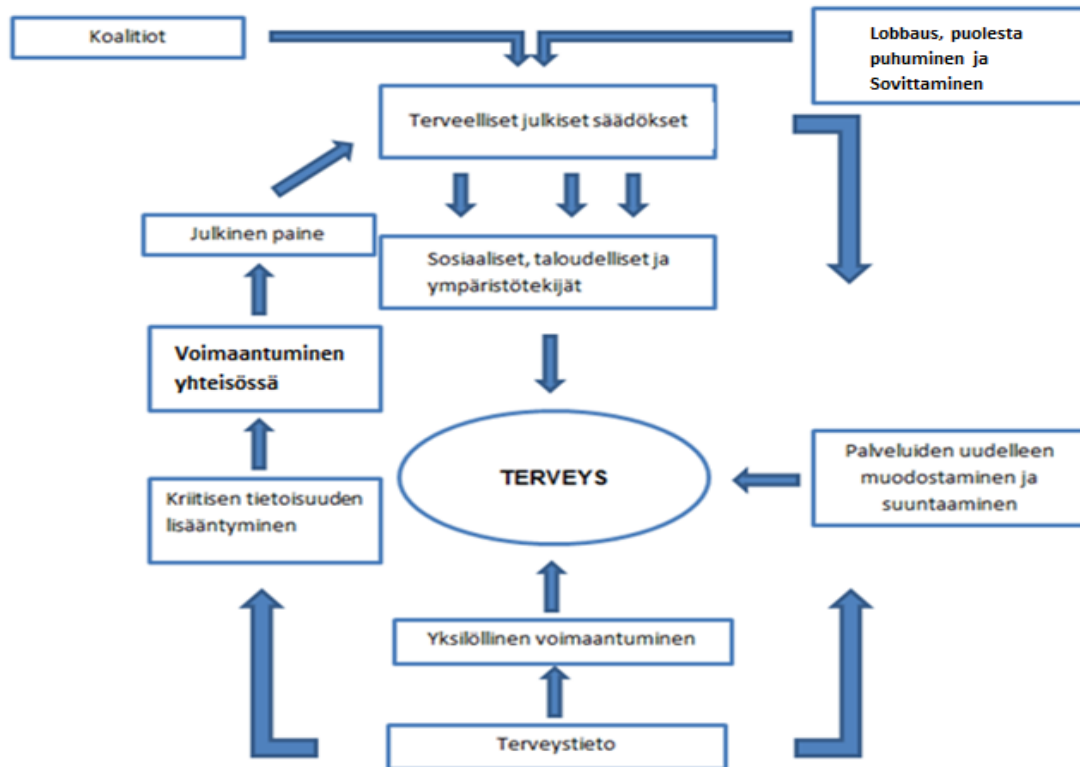 Koalitiot
Lobbaus, puolesta
puhuminen ja
Sovittaminen
Terveelliset julkiset säädökset
Julkinen paine
Sosiaaliset, taloudelliset ja
ympäristötekijät
Voimaantuminen
yhteisössä
TERVEYS
Palveluiden uudelleen
muodostaminen ja
suuntaaminen
Kriitisen tietoisuuden
lisääntyminen
Yksilöllinen voimaantuminen
Terveystieto